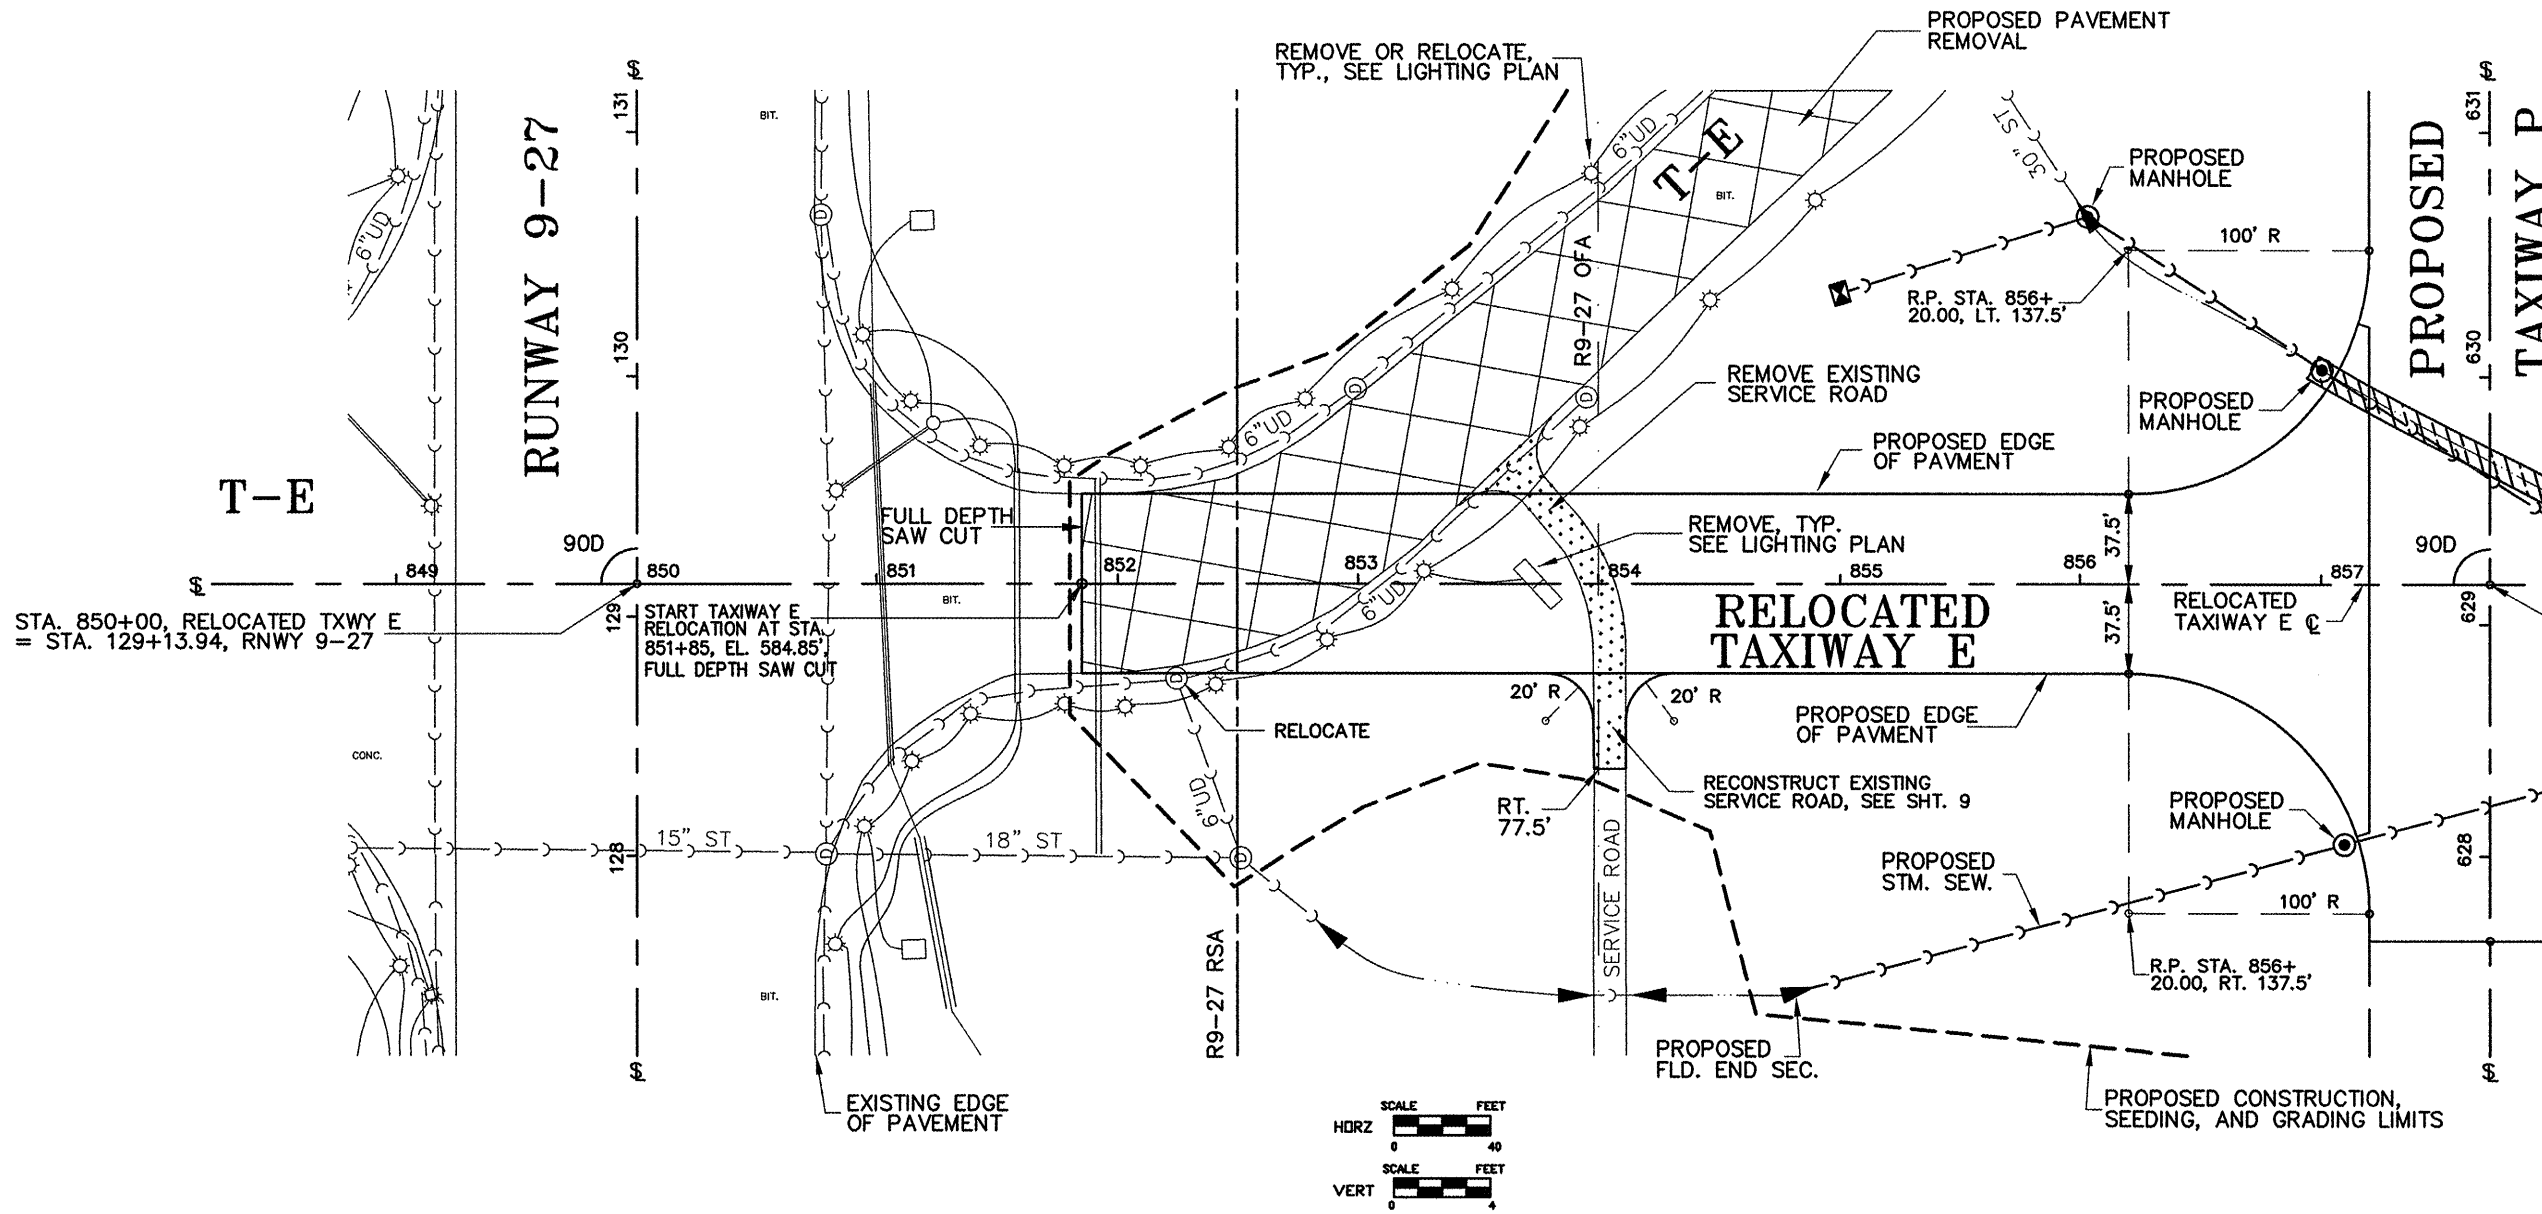 PROPOSED PAVEMENT
REMOVAL
REMOVE OR RELOCATE,
TYP., SEE LIGHTING PLAN
131
BIT.
6"UD
T-E
BIT.
30" ST
631
PROPOSED
MANHOLE
100' R
PROPOSED
TAXIWAY P
RUNWAY 9-27
6"UD
R9-27 OFA
R.P. STA. 856+
20.00, LT. 137.5'
130
630
REMOVE EXISTING
SERVICE ROAD
PROPOSED
MANHOLE
6"UD
PROPOSED EDGE
OF PAVMENT
T-E
FULL DEPTH
SAW CUT
REMOVE, TYP.
SEE LIGHTING PLAN
37.5'
90D
90D
849
850
851
852
853
854
855
856
857
STA. 850+00, RELOCATED TXWY E
= STA. 129+13.94, RNWY 9-27
129
START TAXIWAY E
RELOCATION AT STA.
851+85, EL. 584.85',
FULL DEPTH SAW CUT
BIT.
6"UD
RELOCATED
TAXIWAY E
37.5'
RELOCATED
TAXIWAY E ℄
629
20' R
20' R
RELOCATE
PROPOSED EDGE
OF PAVMENT
CONC.
6"UD
RT.
77.5'
RECONSTRUCT EXISTING
SERVICE ROAD, SEE SHT. 9
PROPOSED
MANHOLE
128
15" ST
18" ST
628
PROPOSED
STM. SEW.
SERVICE ROAD
100' R
R9-27 RSA
BIT.
R.P. STA. 856+
20.00, RT. 137.5'
PROPOSED
FLD. END SEC.
EXISTING EDGE
OF PAVEMENT
PROPOSED CONSTRUCTION,
SEEDING, AND GRADING LIMITS
SCALE FEET
HORZ
0 40
SCALE FEET
VERT
0 4